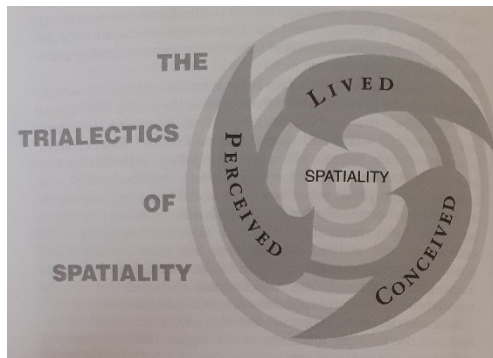 THE
TRIALECTICS
OF
SPATIALITY
LIVED
PERCEIVED
SPATIALITY
CONCEIVED